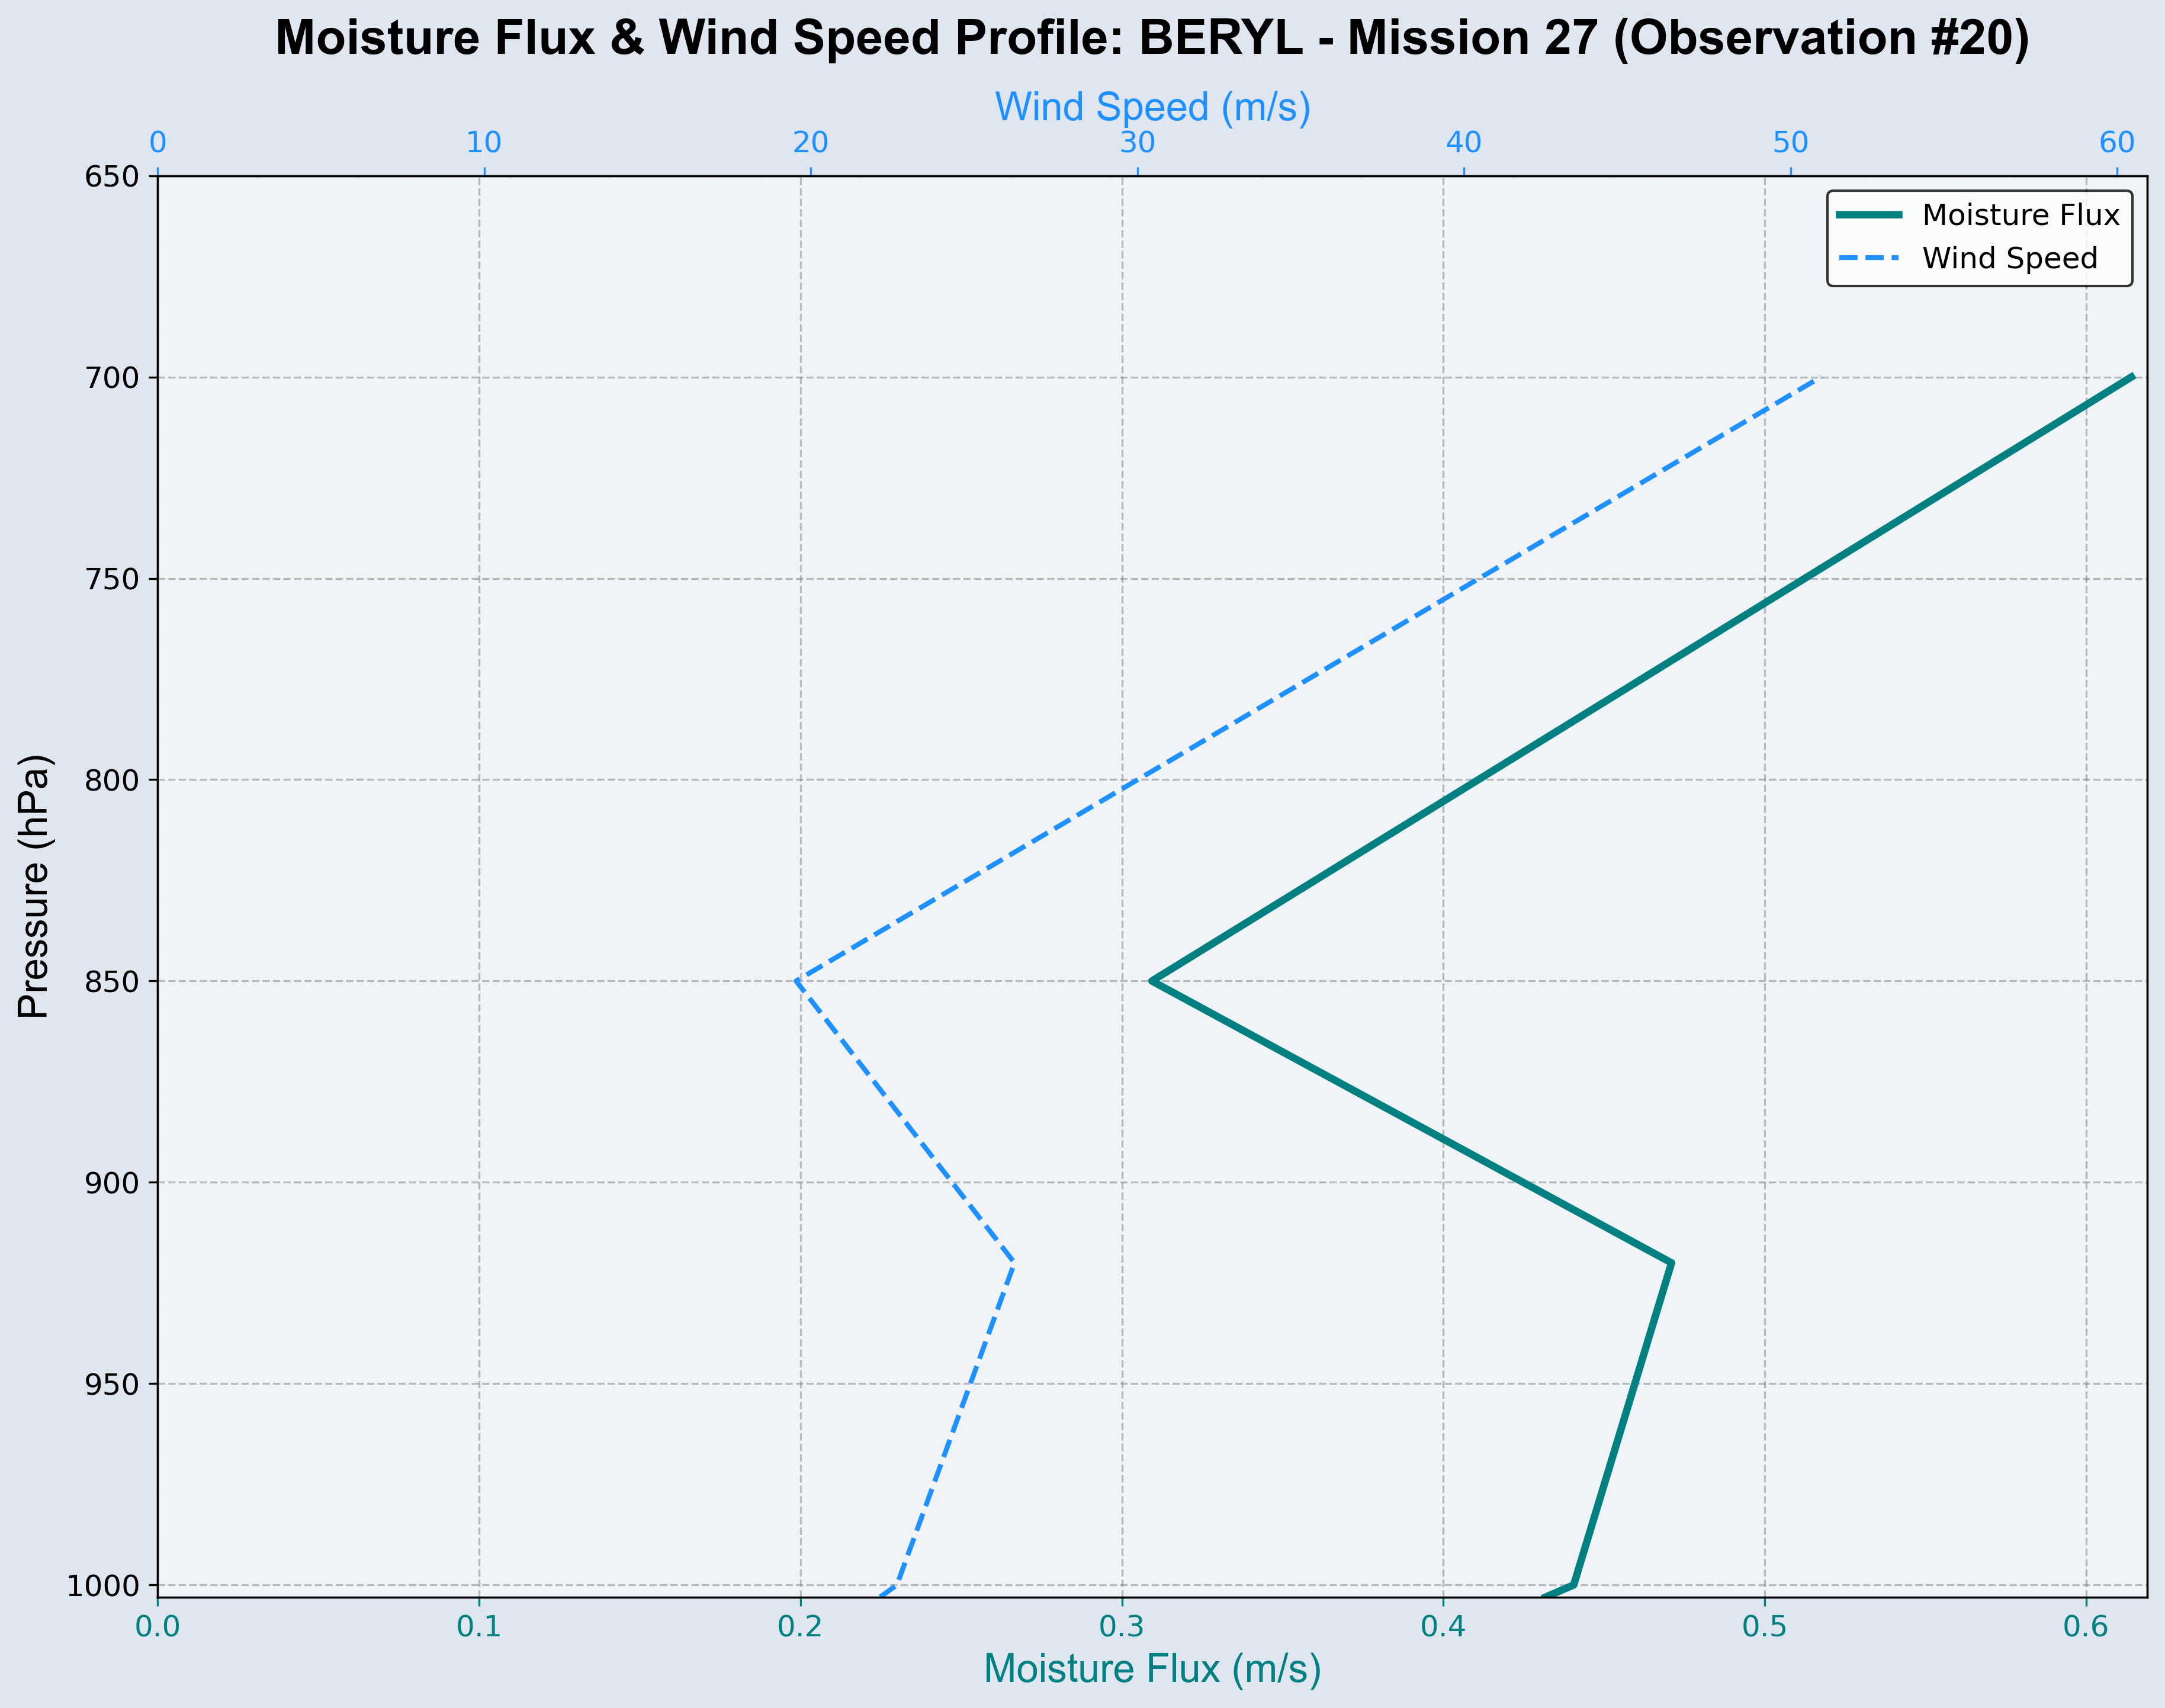 Moisture Flux & Wind Speed Profile: BERYL - Mission 27 (Observation #20)
Wind Speed (m/s)
0 10 20 30 40 50 60
Moisture Flux
Wind Speed
650
700
750
800
850
900
950
1000
Pressure (hPa)
0.0 0.1 0.2 0.3 0.4 0.5 0.6
Moisture Flux (m/s)